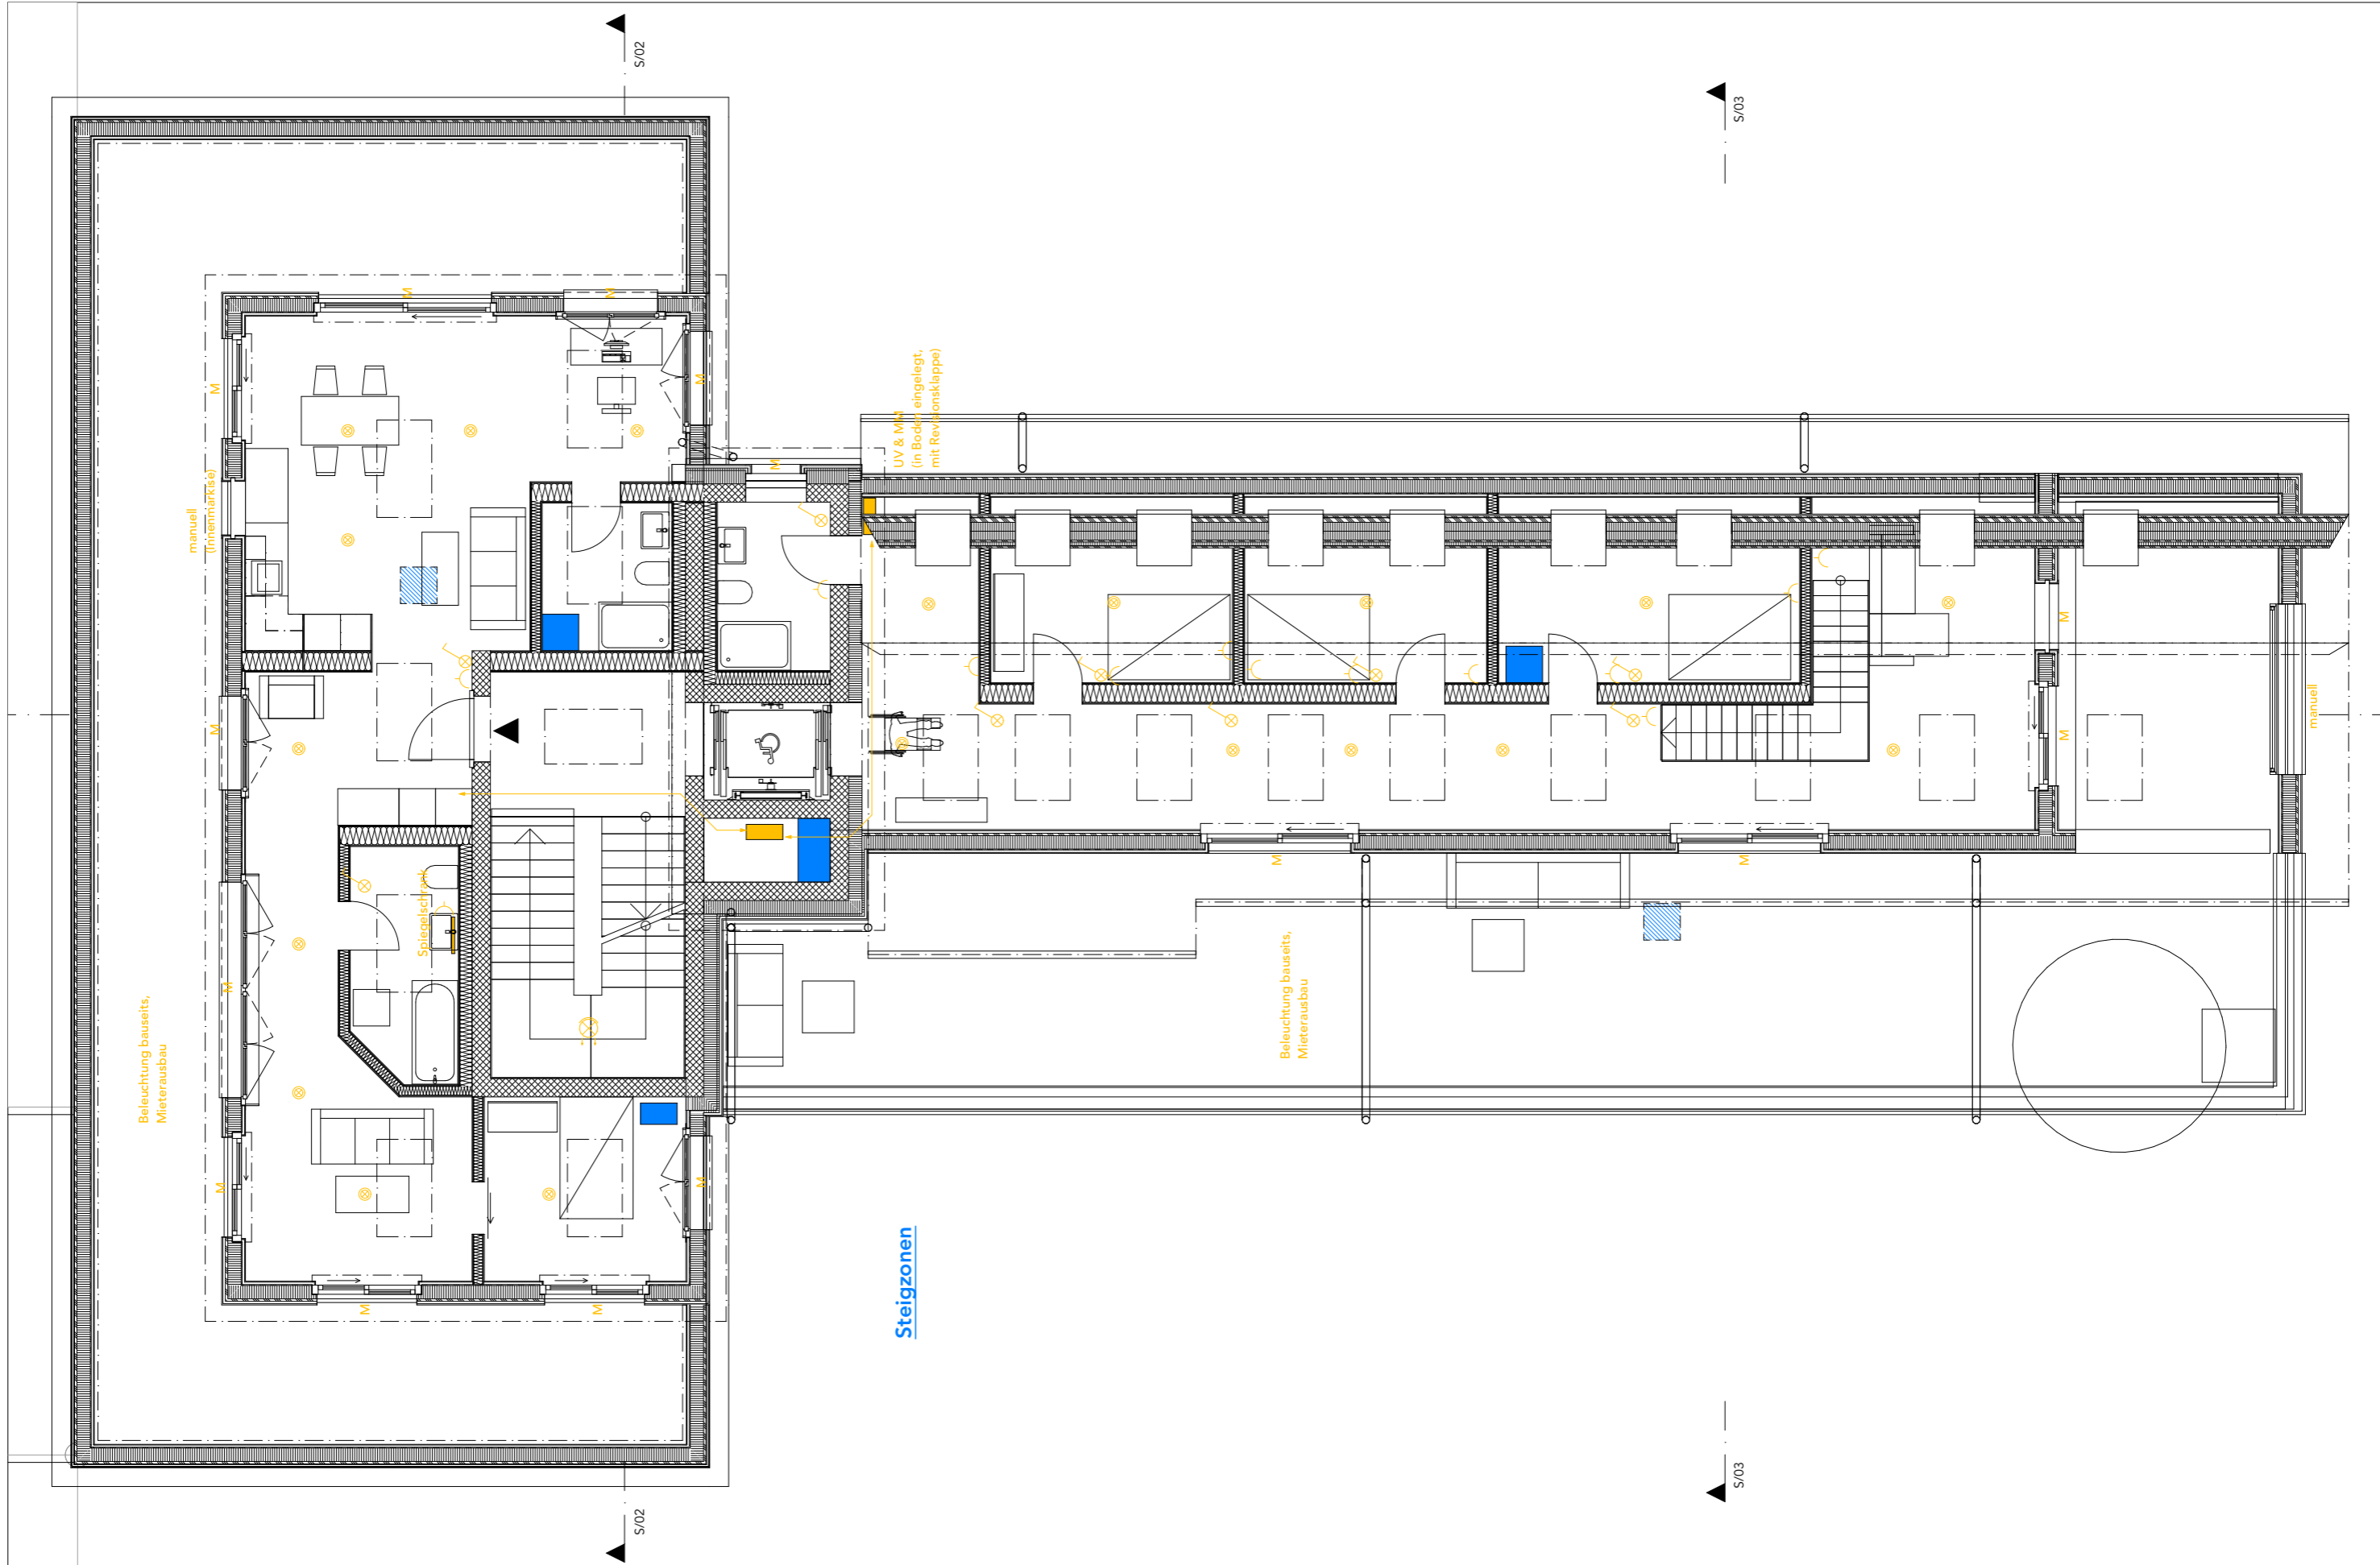 S/02
S/03
M
M
M
M
manuell
(Innenmarkise)
UV & MM
(in Boden eingelegt,
mit Revisionsklappe)
M
M
M
M
manuell
M
Spiegelschrank
M
M
M
Beleuchtung bauseits,
Mieterausbau
Beleuchtung bauseits,
Mieterausbau
M
M
M
M
Steigzonen
S/02
S/03